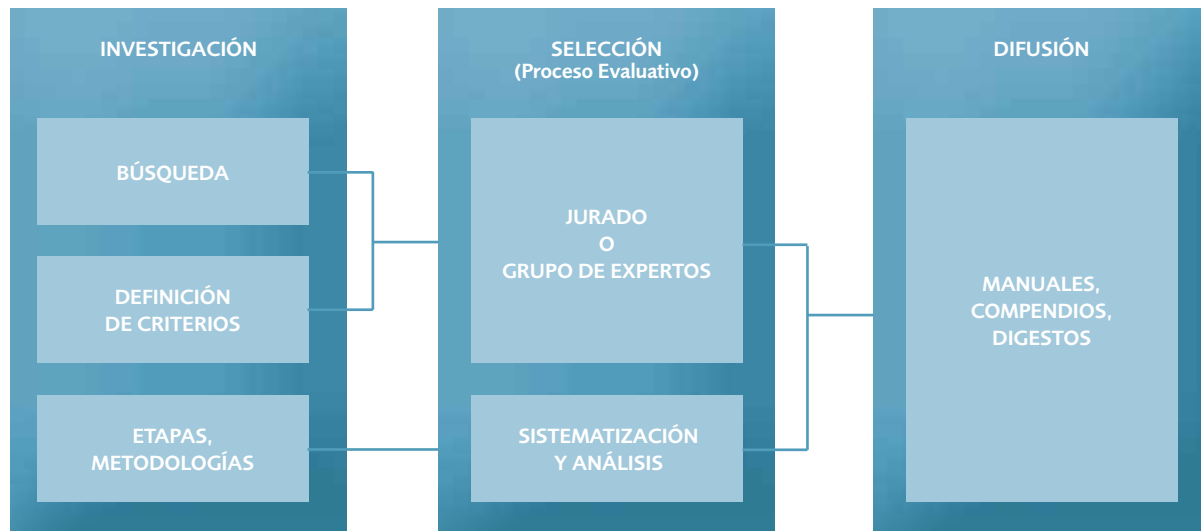 INVESTIGACIÓN
BÚSQUEDA
DEFINICIÓN
DE CRITERIOS
ETAPAS,
METODOLOGÍAS
SELECCIÓN
(Proceso Evaluativo)
JURADO
O
GRUPO DE EXPERTOS
SISTEMATIZACIÓN
Y ANÁLISIS
DIFUSIÓN
MANUALES,
COMPENDIOS,
DIGESTOS